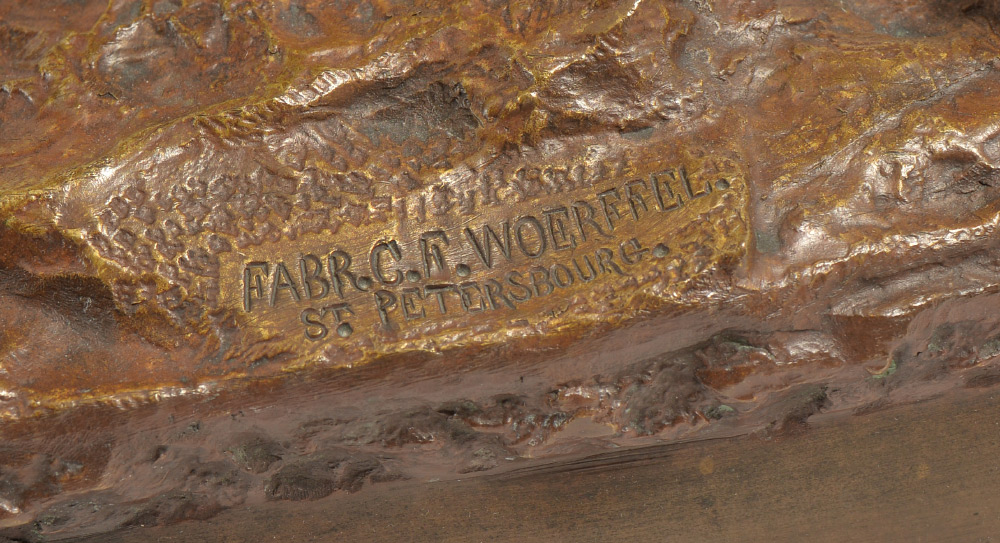 FABR. C. F. WOERFFEL.
ST. PETERSBOURG.